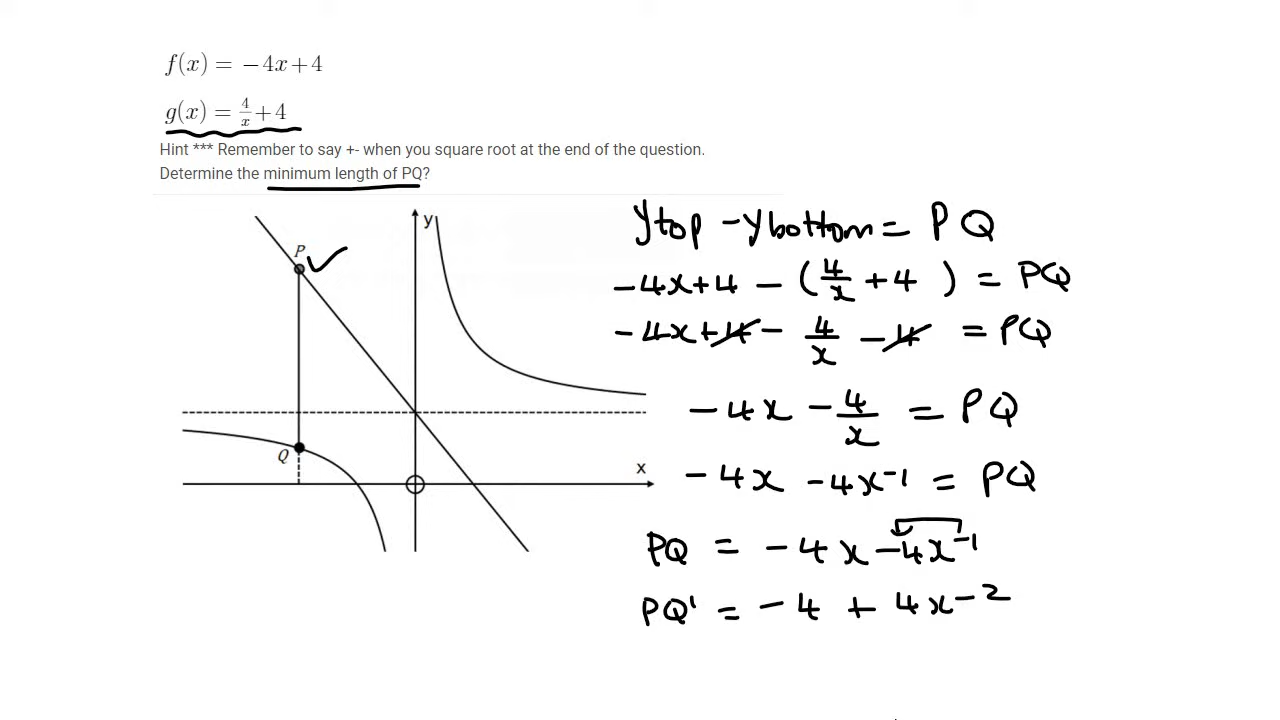 f(x) = −4x+4
g(x) = 4/x + 4
Hint *** Remember to say +- when you square root at the end of the question.
Determine the minimum length of PQ?
y
P
Q
x
ytop - ybottom = PQ
-4x+4 - (4/x + 4) = PQ
-4x+4 - 4/x - 4 = PQ
-4x - 4/x = PQ
-4x - 4x⁻¹ = PQ
PQ = -4x - 4x⁻¹
PQ' = -4 + 4x⁻²